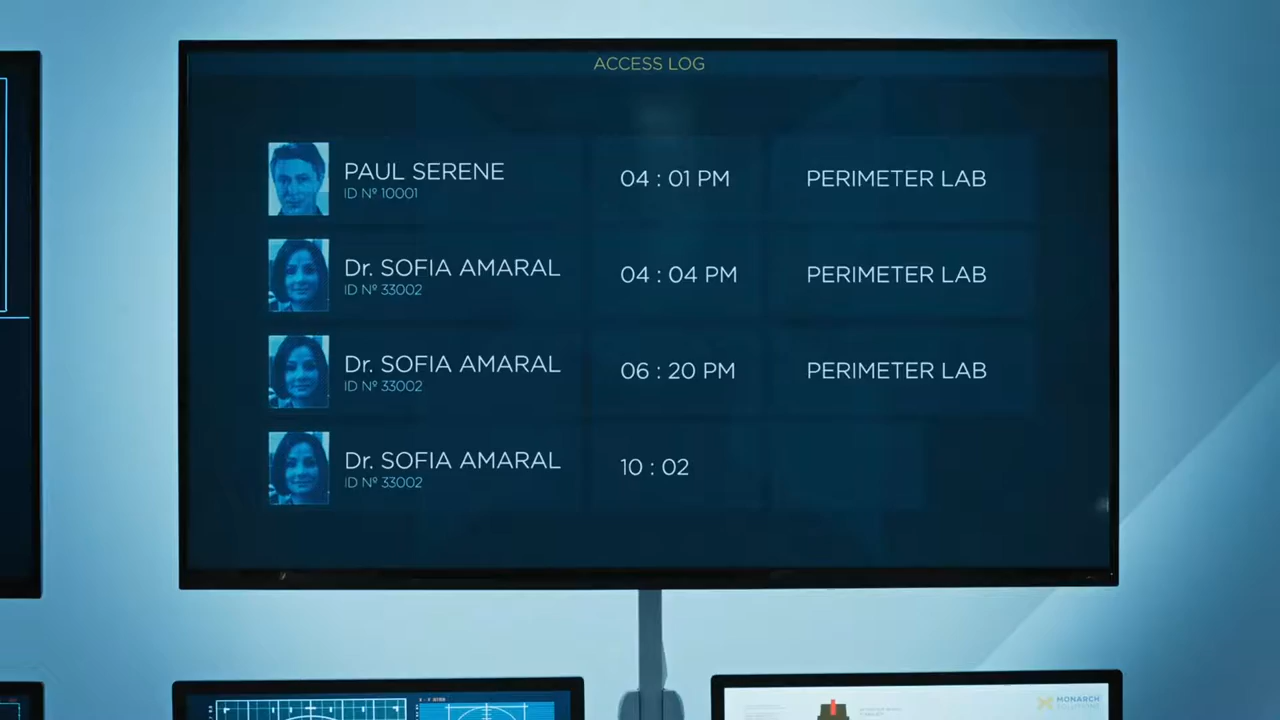 ACCESS LOG
PAUL SERENE
ID Nº 10001
04 : 01 PM
PERIMETER LAB
Dr. SOFIA AMARAL
ID Nº 33002
04 : 04 PM
PERIMETER LAB
Dr. SOFIA AMARAL
ID Nº 33002
06 : 20 PM
PERIMETER LAB
Dr. SOFIA AMARAL
ID Nº 33002
10 : 02
MONARCH
SOLUTIONS